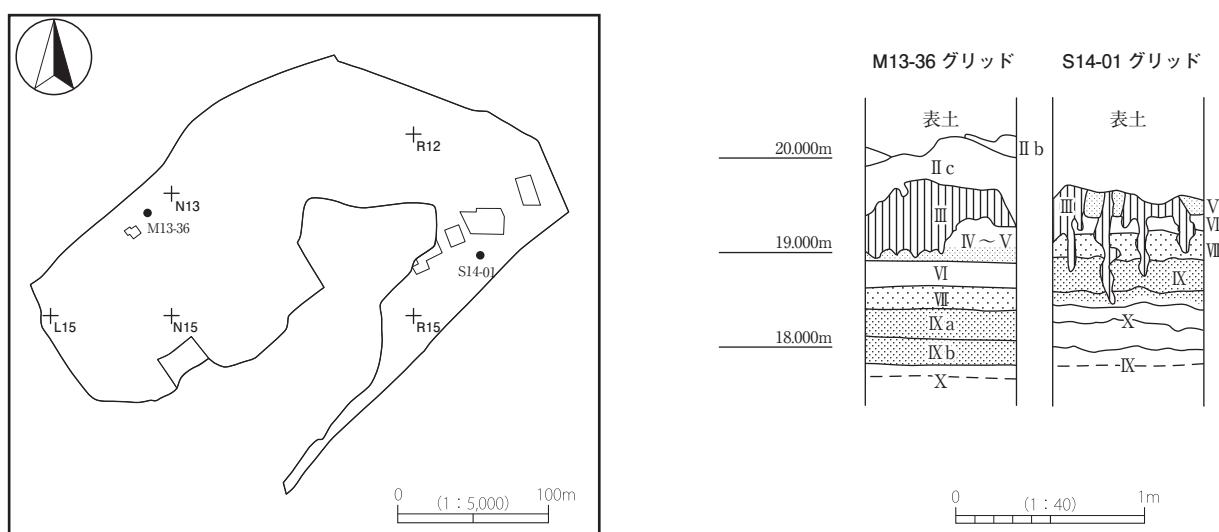 R12
N13
M13-36
S14-01
L15
N15
R15
0
(1：5,000)
100m
M13-36 グリッド
S14-01 グリッド
表土
表土
20.000m
19.000m
18.000m
Ⅱb
Ⅱc
Ⅲ
Ⅳ～Ⅴ
Ⅵ
Ⅶ
Ⅸa
Ⅸb
Ⅹ
Ⅲ
Ⅴ
Ⅵ
Ⅶ
Ⅸ
Ⅹ
Ⅸ
0
(1：40)
1m